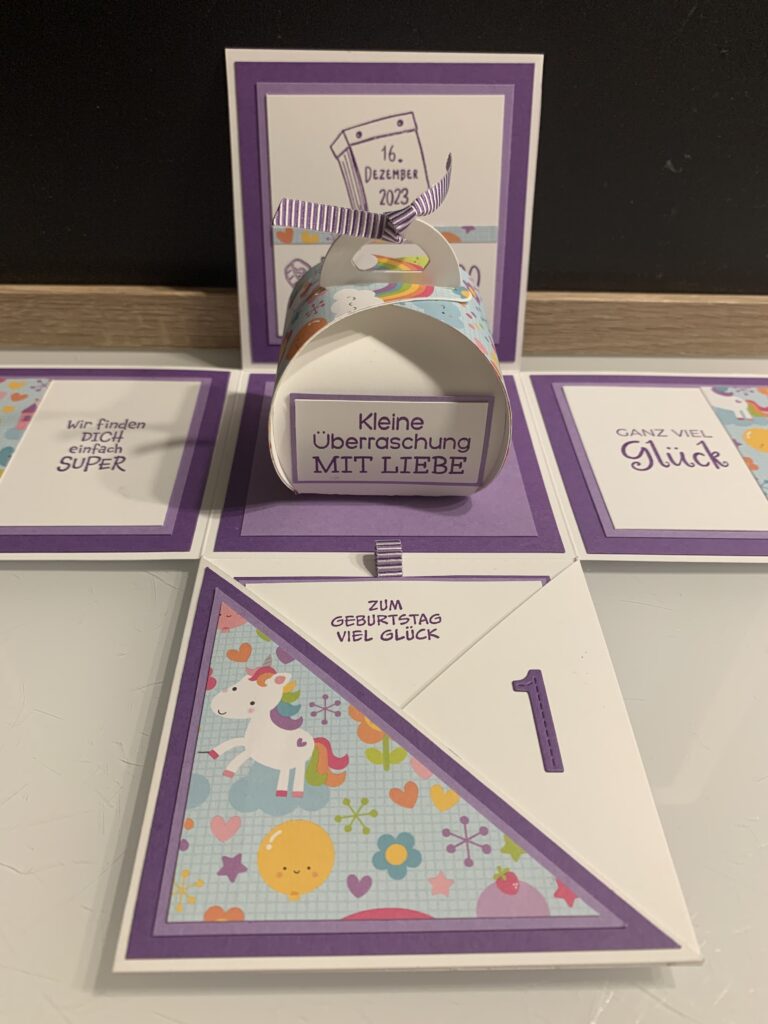 16.
DEZEMBER
2023
Wir finden
DICH
einfach
SUPER
Kleine
Überraschung
MIT LIEBE
GANZ VIEL
Glück
ZUM
GEBURTSTAG
VIEL GLÜCK
1